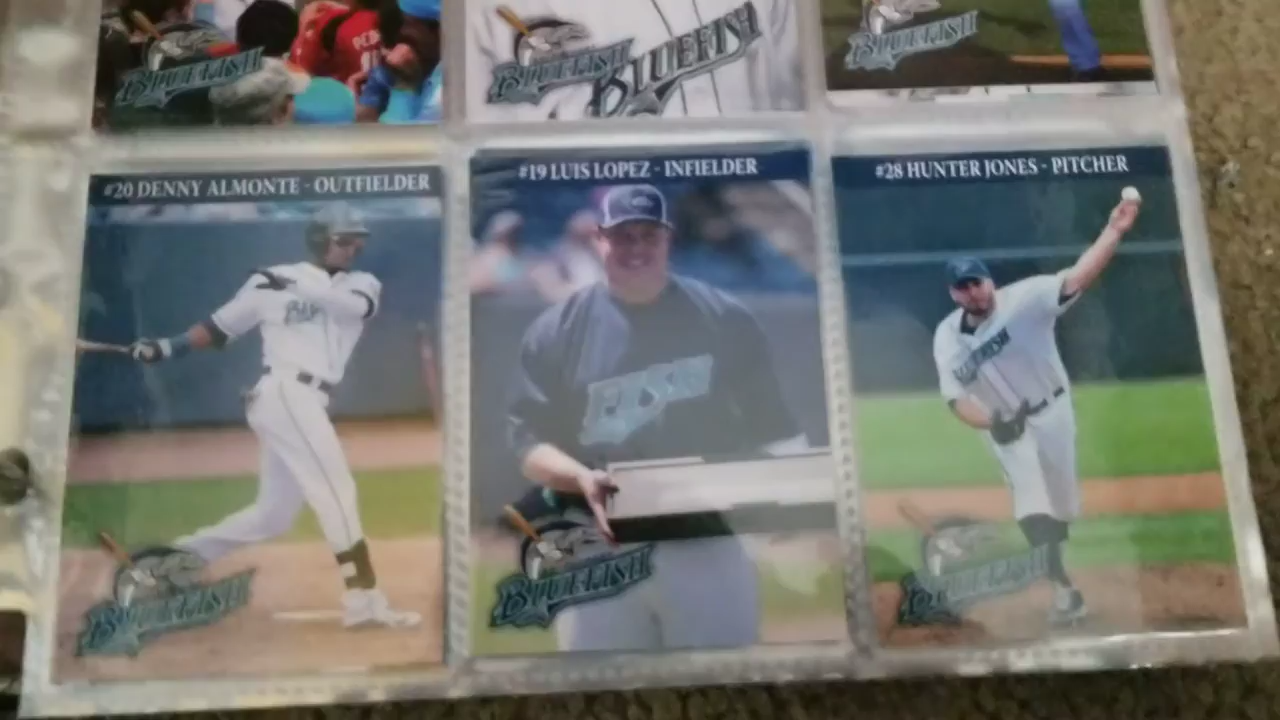 BLUEFISH
BLUEFISH
BLUEFISH
BLUEFISH
#20 DENNY ALMONTE - OUTFIELDER
#19 LUIS LOPEZ - INFIELDER
#28 HUNTER JONES - PITCHER
FISH
BLUEFISH
BLUEFISH
BLUEFISH